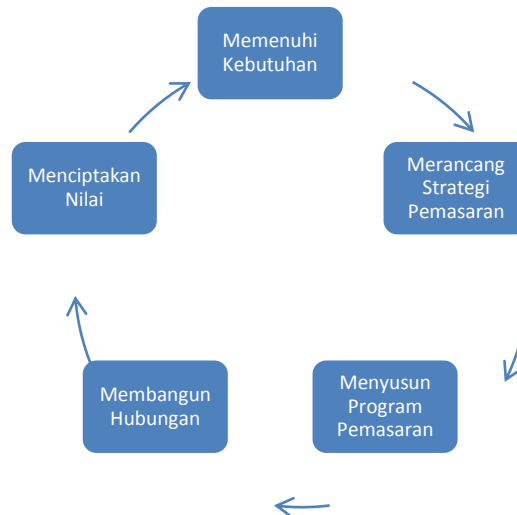 Memenuhi
Kebutuhan
Merancang
Strategi
Pemasaran
Menyusun
Program
Pemasaran
Membangun
Hubungan
Menciptakan
Nilai